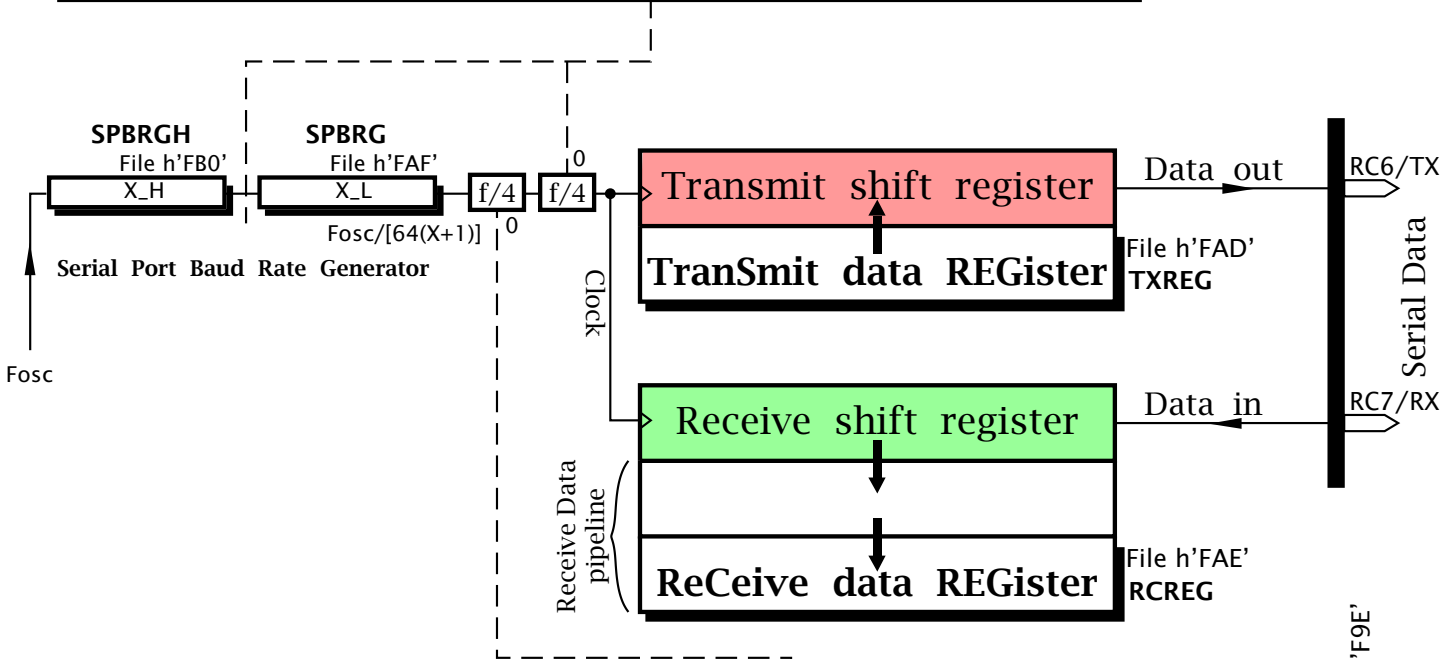 SPBRGH
File h'FB0'
X_H
SPBRG
File h'FAF'
X_L
f/4
0
f/4
0
Fosc/[64(X+1)]
Serial Port Baud Rate Generator
Fosc
Clock
Transmit shift register
TranSmit data REGister
File h'FAD'
TXREG
Data out
RC6/TX
Serial Data
Receive shift register
Data in
RC7/RX
Receive Data
pipeline
ReCeive data REGister
File h'FAE'
RCREG
'F9E'